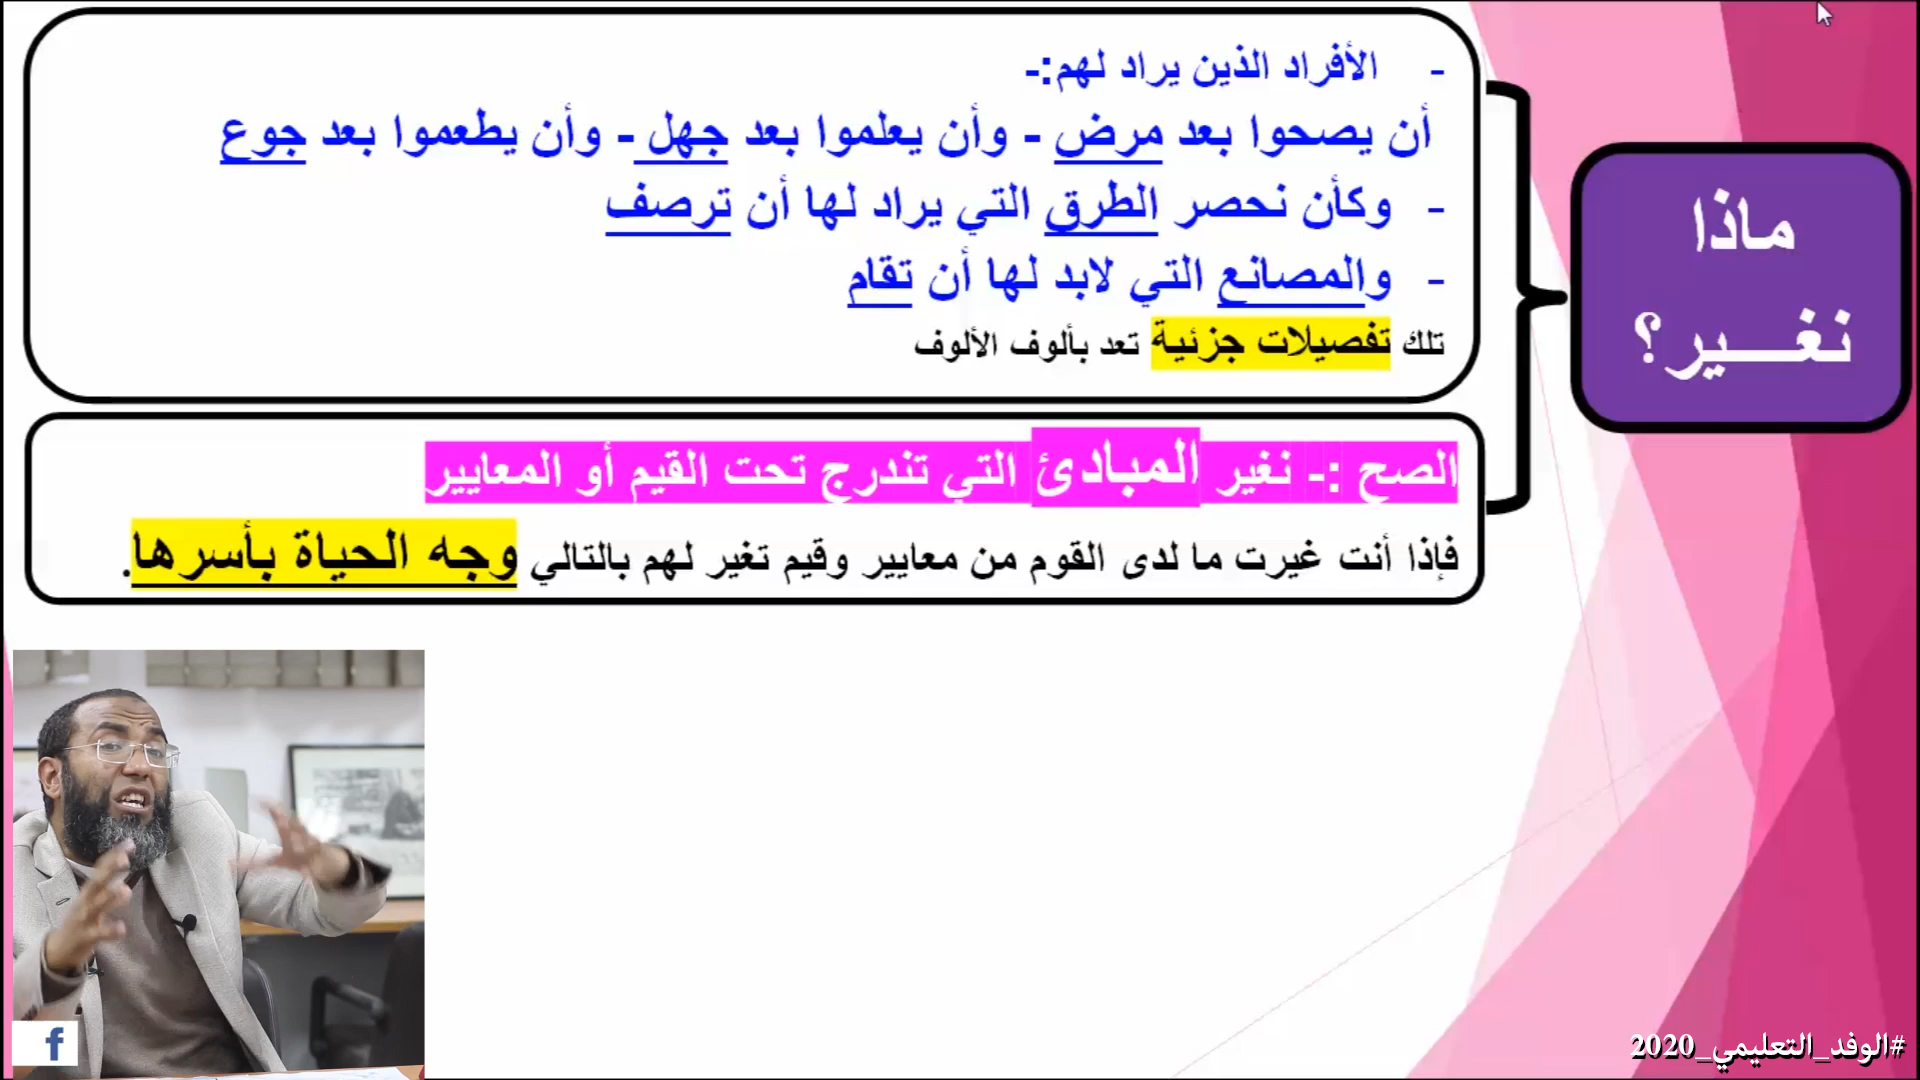 ماذا
نغـــير؟
- الأفراد الذين يراد لهم:-
أن يصحوا بعد مرض - وأن يعلموا بعد جهل - وأن يطعموا بعد جوع
- وكأن نحصر الطرق التي يراد لها أن ترصف
- والمصانع التي لابد لها أن تقام
تلك تفصيلات جزئية تعد بألوف الألوف
الصح :- نغير المبادئ التي تندرج تحت القيم أو المعايير
فإذا أنت غيرت ما لدى القوم من معايير وقيم تغير لهم بالتالي وجه الحياة بأسرها.
f
#الوفد_التعليمي_2020